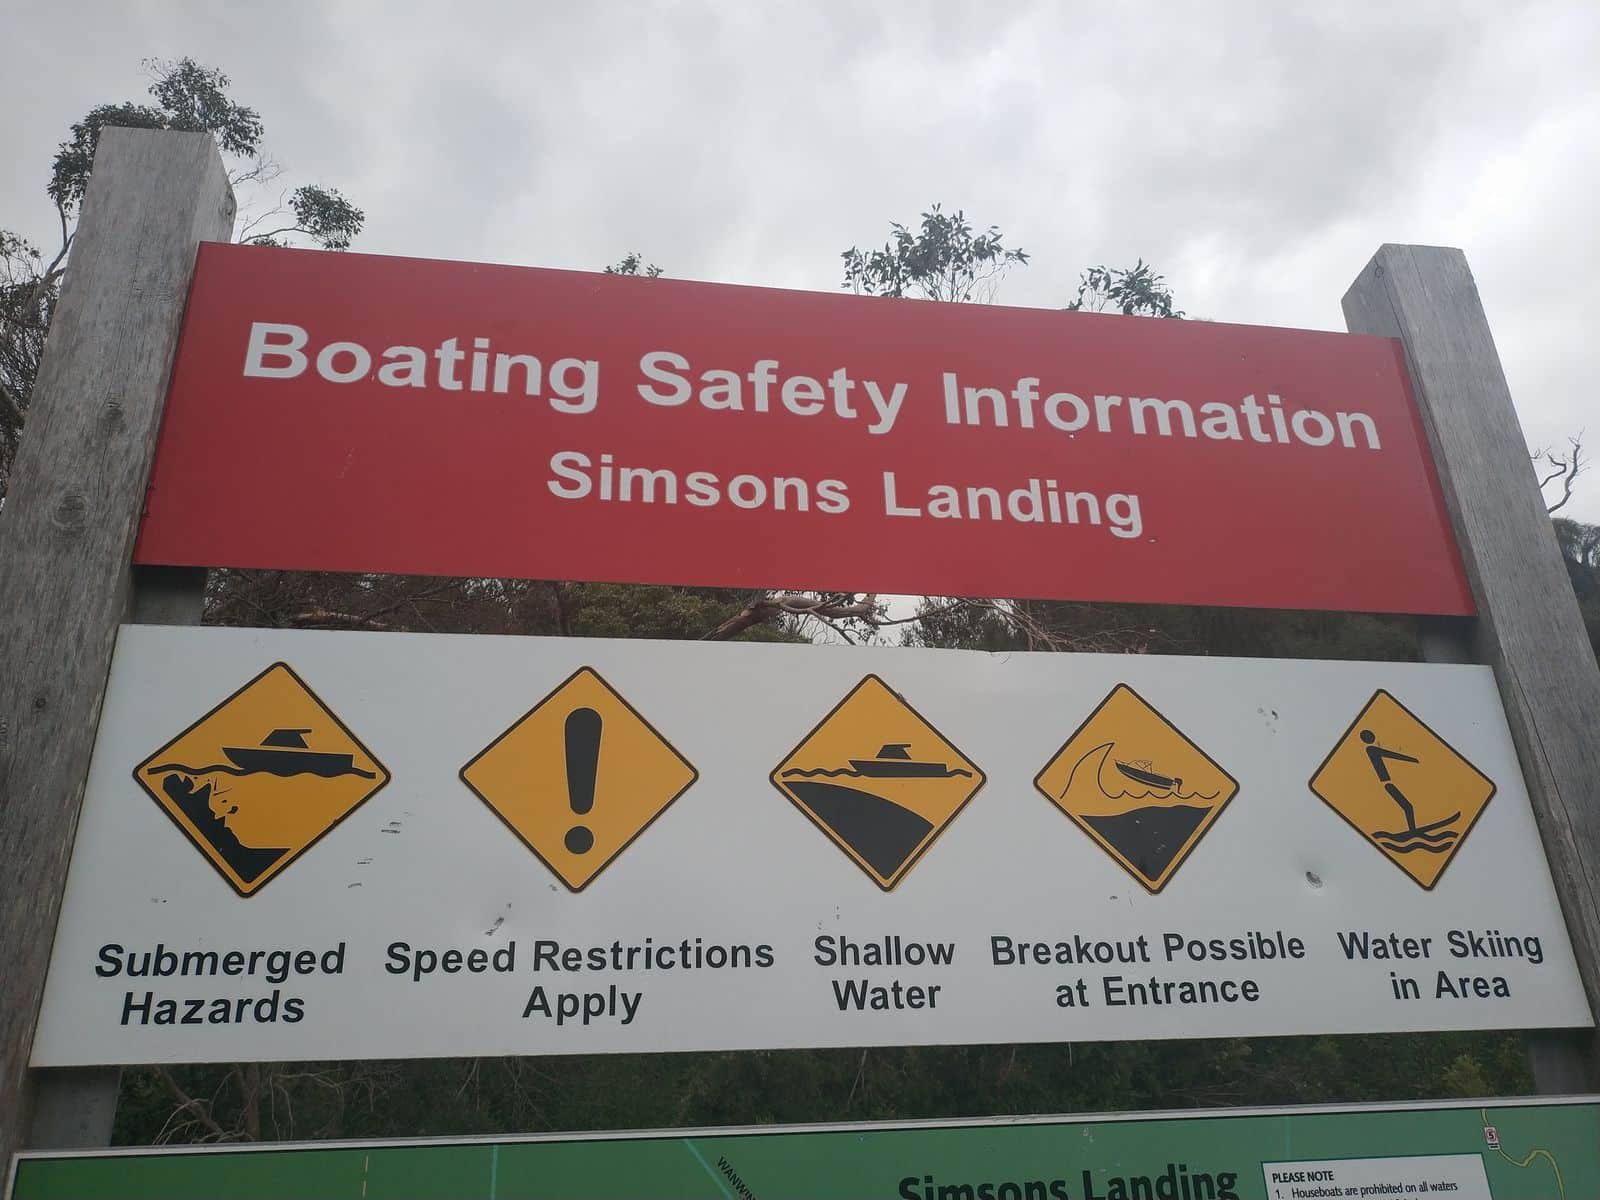 Boating Safety Information
Simsons Landing
Submerged
Hazards
Speed Restrictions
Apply
Shallow
Water
Breakout Possible
at Entrance
Water Skiing
in Area
Simsons Landing
PLEASE NOTE
1. Houseboats are prohibited on all waters
5